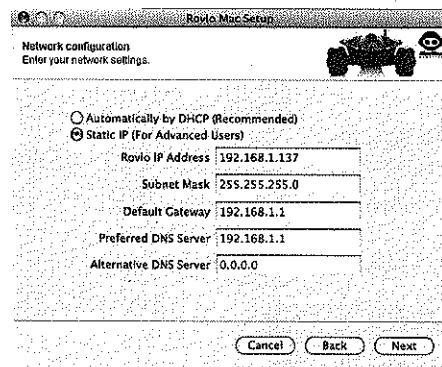 Rovio Mac Setup
Network configuration
Enter your network settings.
Automatically by DHCP (Recommended)
Static IP (For Advanced Users)
Rovio IP Address 192.168.1.137
Subnet Mask 255.255.255.0
Default Gateway 192.168.1.1
Preferred DNS Server 192.168.1.1
Alternative DNS Server 0.0.0.0
Cancel Back Next